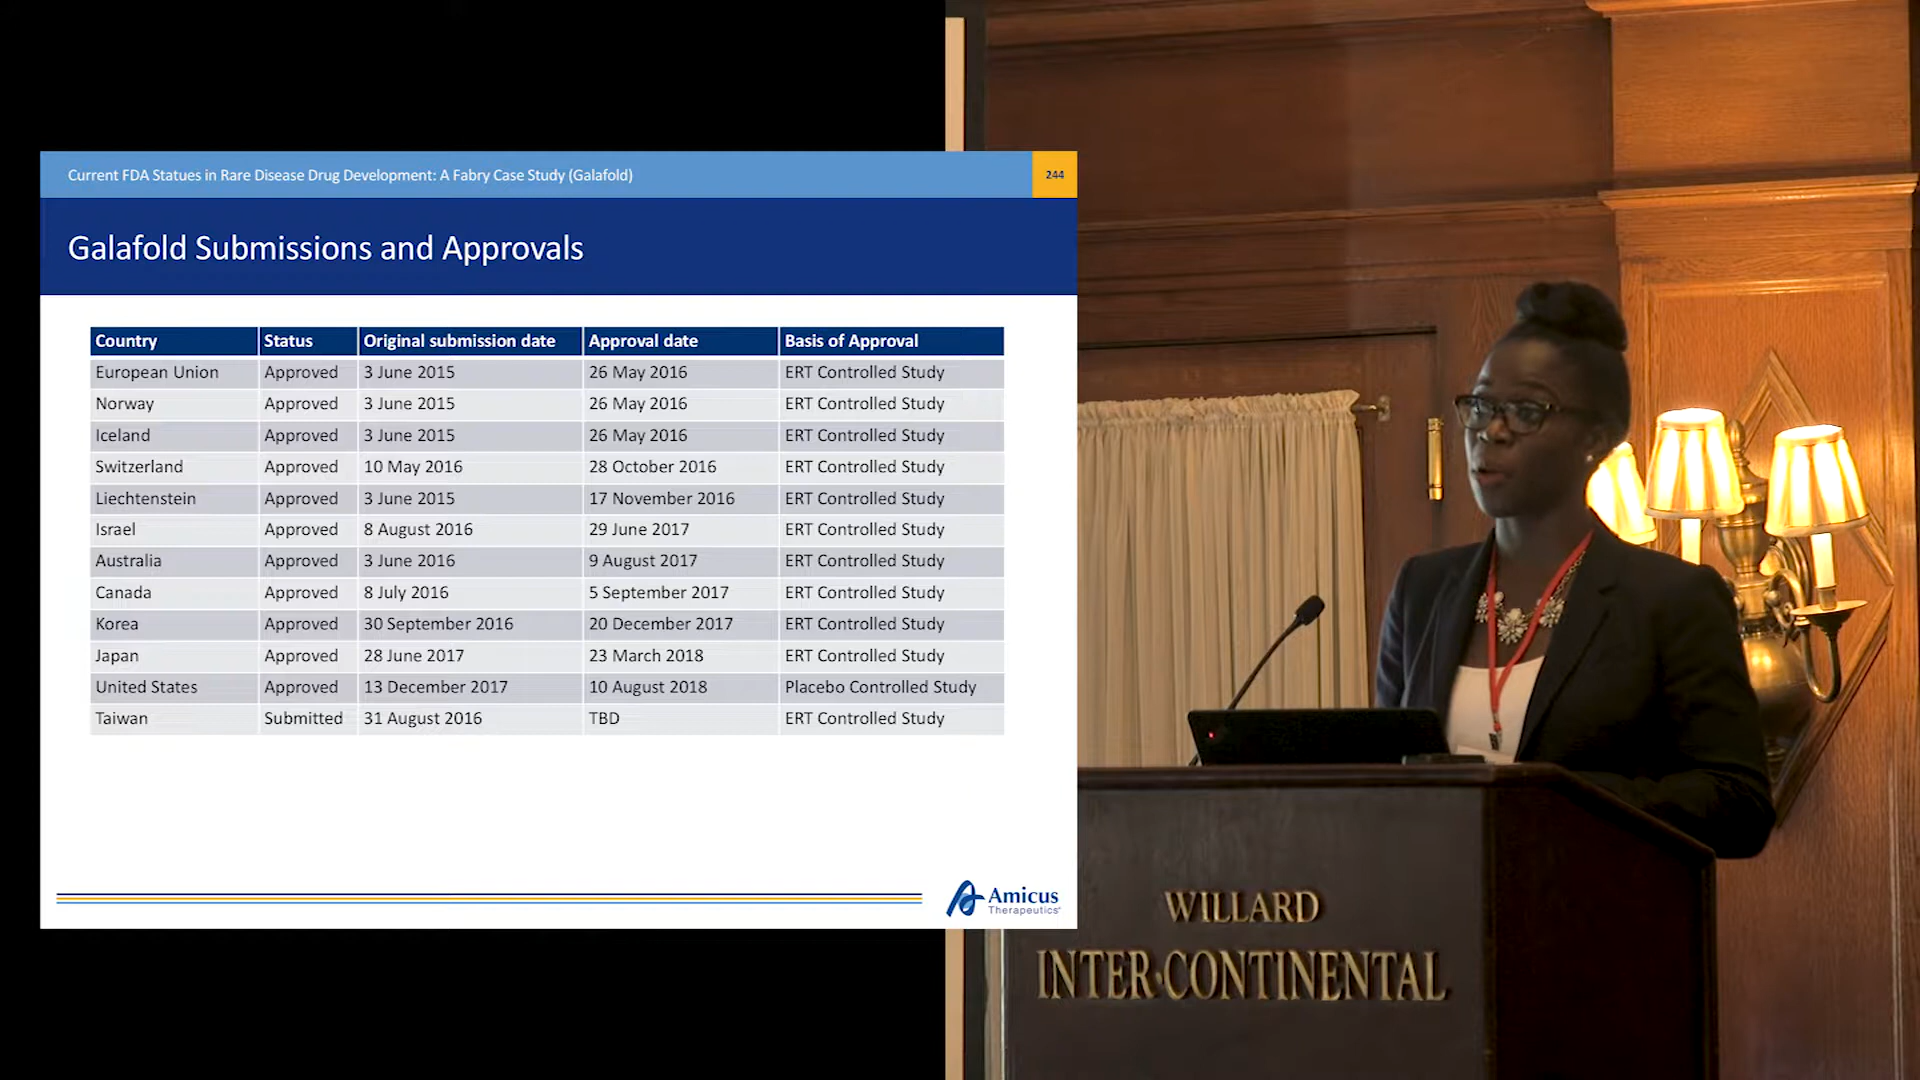 Current FDA Statues in Rare Disease Drug Development: A Fabry Case Study (Galafold)
244
Galafold Submissions and Approvals
Country Status Original submission date Approval date Basis of Approval
European Union Approved 3 June 2015 26 May 2016 ERT Controlled Study
Norway Approved 3 June 2015 26 May 2016 ERT Controlled Study
Iceland Approved 3 June 2015 26 May 2016 ERT Controlled Study
Switzerland Approved 10 May 2016 28 October 2016 ERT Controlled Study
Liechtenstein Approved 3 June 2015 17 November 2016 ERT Controlled Study
Israel Approved 8 August 2016 29 June 2017 ERT Controlled Study
Australia Approved 3 June 2016 9 August 2017 ERT Controlled Study
Canada Approved 8 July 2016 5 September 2017 ERT Controlled Study
Korea Approved 30 September 2016 20 December 2017 ERT Controlled Study
Japan Approved 28 June 2017 23 March 2018 ERT Controlled Study
United States Approved 13 December 2017 10 August 2018 Placebo Controlled Study
Taiwan Submitted 31 August 2016 TBD ERT Controlled Study
Amicus
Therapeutics
WILLARD
INTER·CONTINENTAL